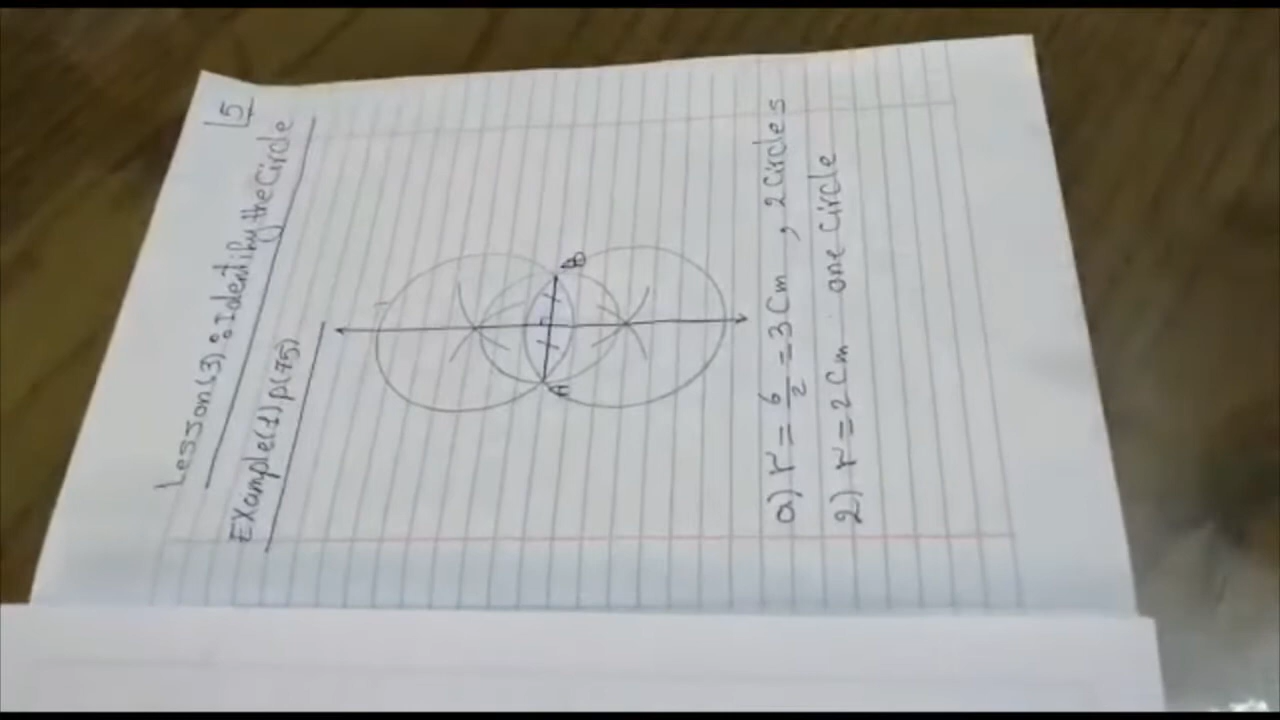 5
Lesson(3) : Identify the Circle
Example(1) p(75)
A B
a) r = 6/2 = 3 Cm , 2 Circles
2) r = 2 Cm one Circle